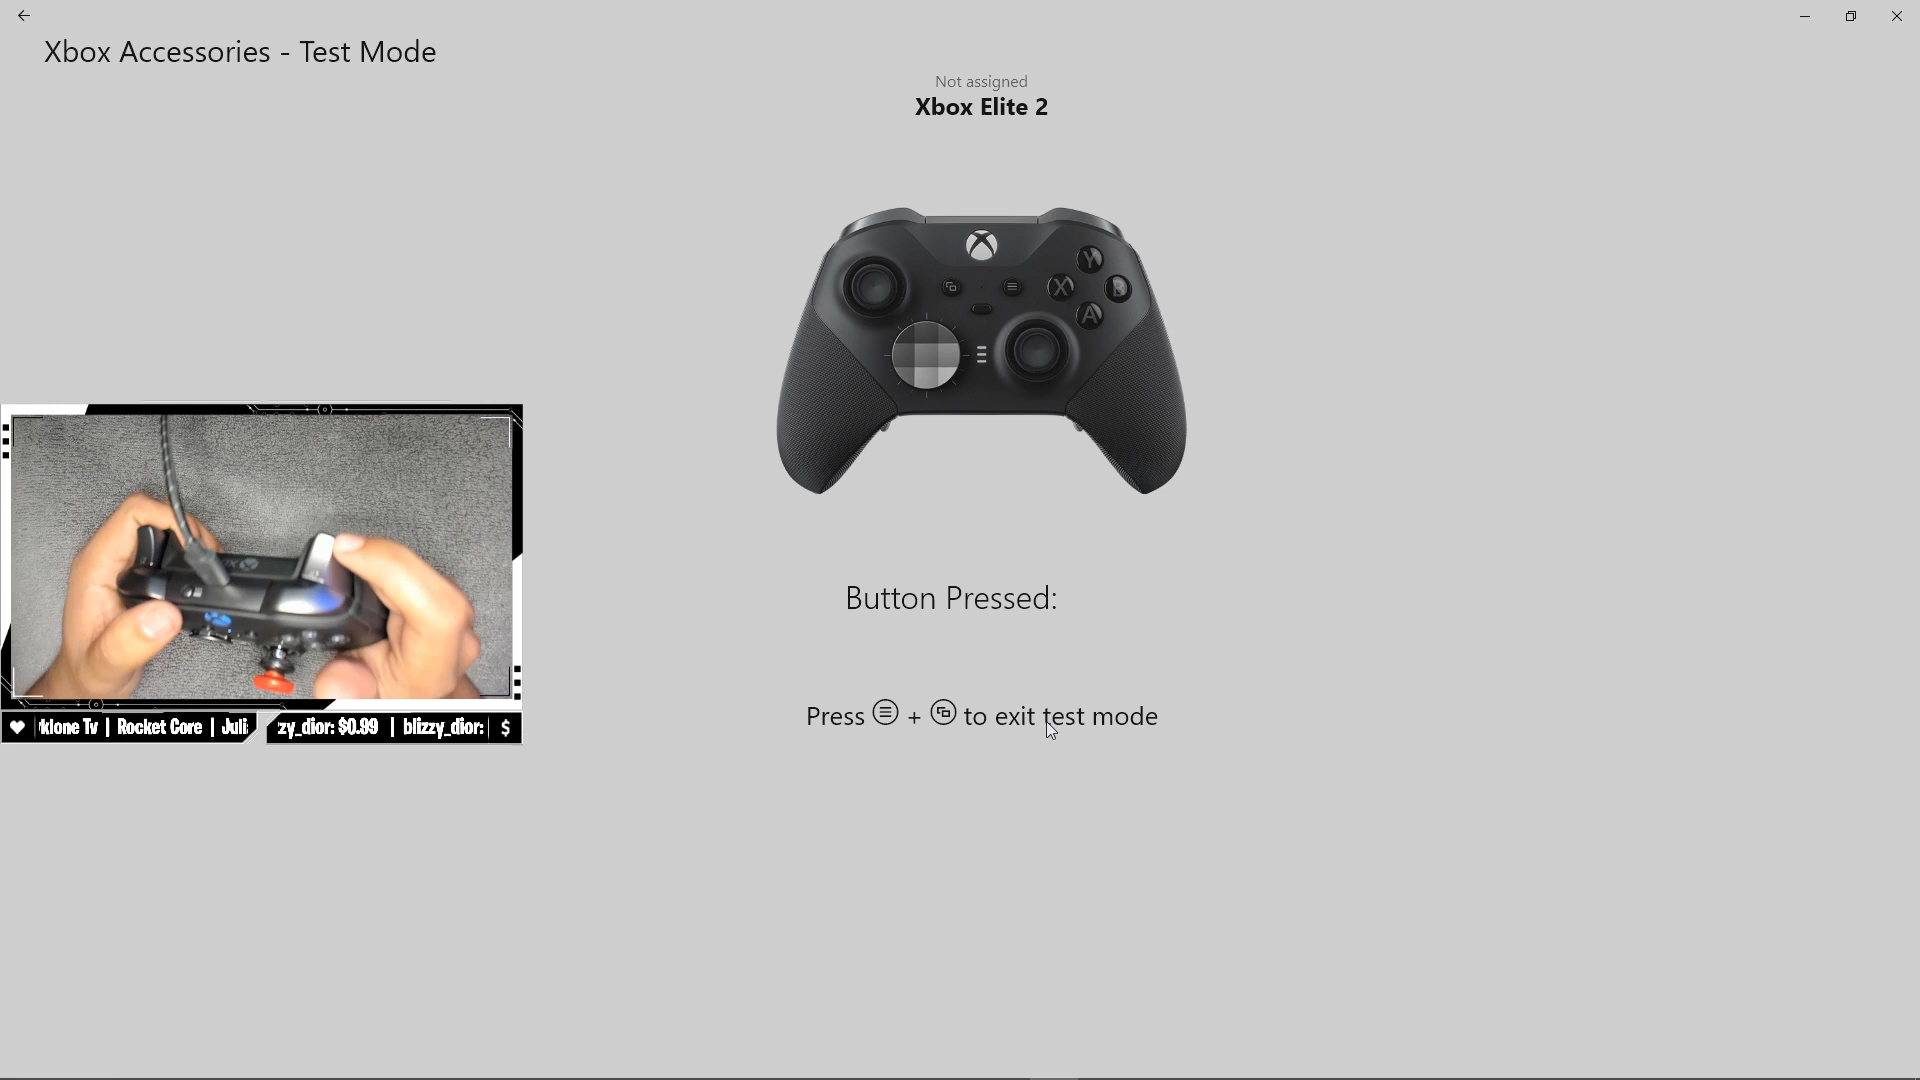 Xbox Accessories - Test Mode
Not assigned
Xbox Elite 2
Y
X
B
A
Button Pressed:
Press + to exit test mode
klone Tv | Rocket Core | Juli
zy_dior: $0.99 | blizzy_dior: $